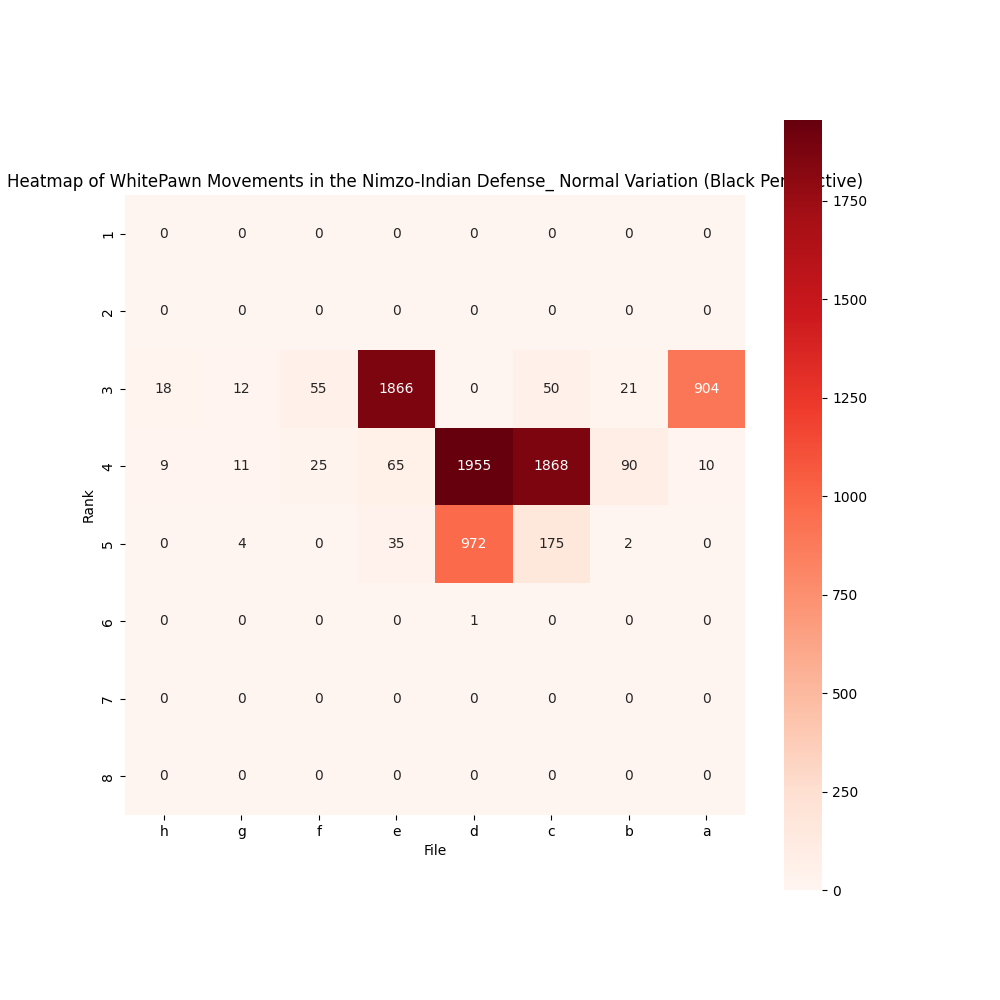 Heatmap of WhitePawn Movements in the Nimzo-Indian Defense_ Normal Variation (Black Per ctive)
1750
1500
1250
1000
750
500
250
0
Rank
1 0 0 0 0 0 0 0 0
2 0 0 0 0 0 0 0 0
3 18 12 55 1866 0 50 21 904
4 9 11 25 65 1955 1868 90 10
5 0 4 0 35 972 175 2 0
6 0 0 0 0 1 0 0 0
7 0 0 0 0 0 0 0 0
8 0 0 0 0 0 0 0 0
h g f e d c b a
File